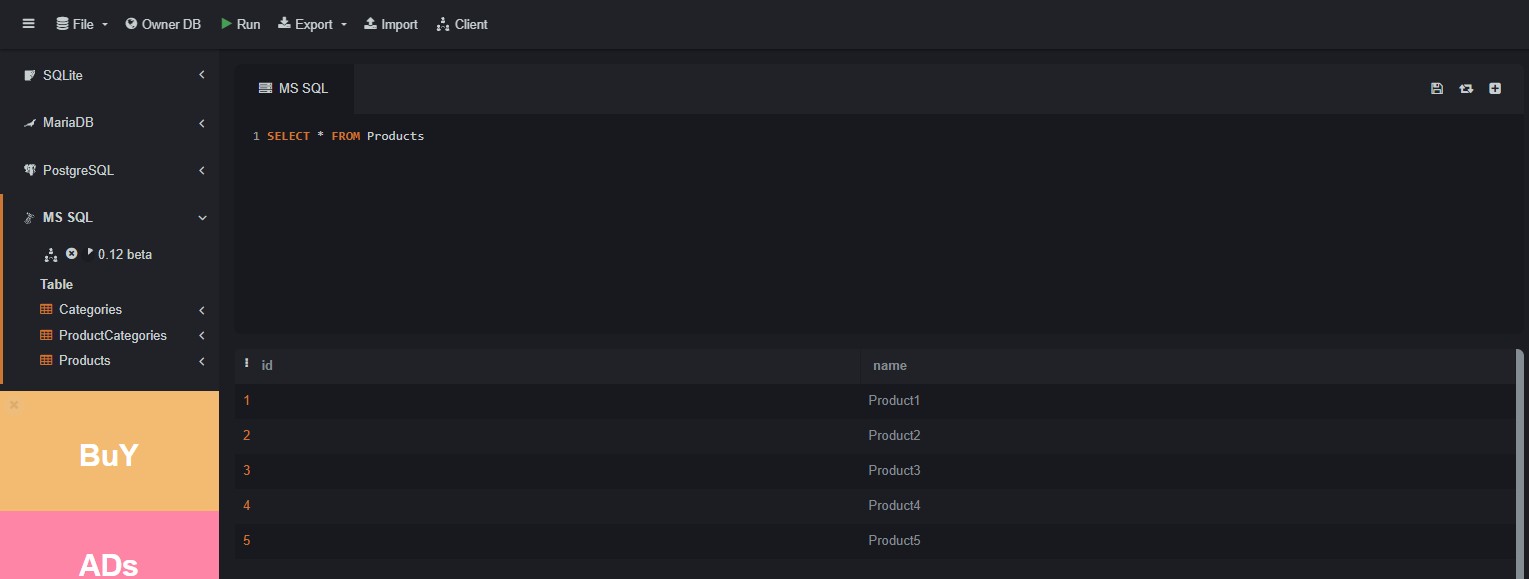 File Owner DB Run Export Import Client
SQLite
MariaDB
PostgreSQL
MS SQL
0.12 beta
Table
Categories
ProductCategories
Products
BuY
ADs
MS SQL
1 SELECT * FROM Products
id name
1 Product1
2 Product2
3 Product3
4 Product4
5 Product5